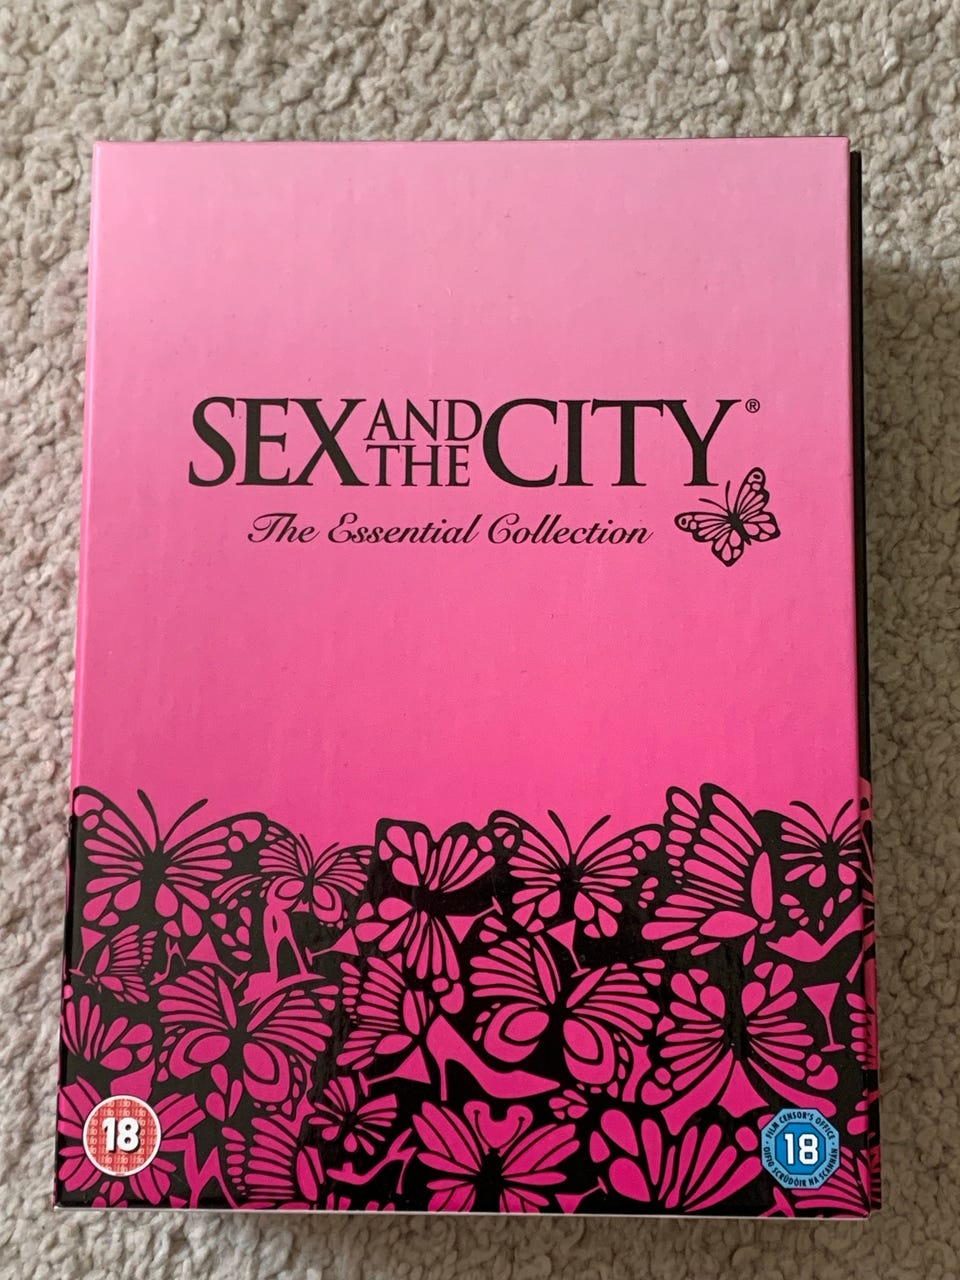 SEX AND THE CITY®
The Essential Collection
18
FILM CENSOR'S OFFICE
18
OIFIG SCRÚDÓIR NA SCANNÁN